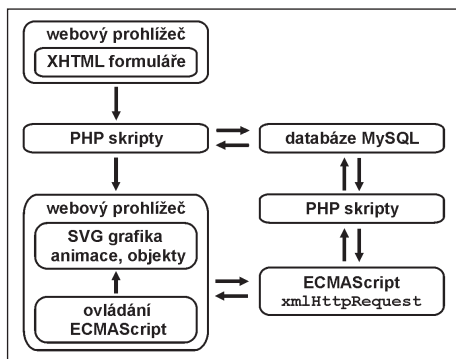 webový prohlížeč
XHTML formuláře
PHP skripty
databáze MySQL
webový prohlížeč
SVG grafika
animace, objekty
ovládání
ECMAScript
PHP skripty
ECMAScript
xmlHttpRequest